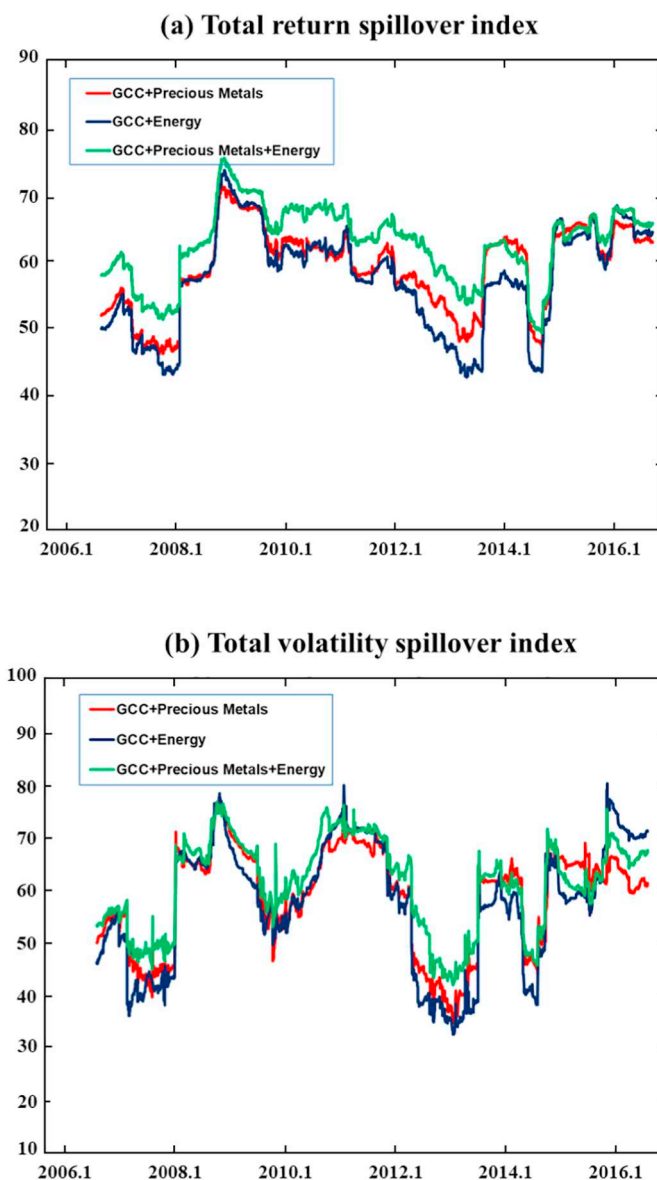 (a) Total return spillover index
90
80
70
60
50
40
30
20
GCC+Precious Metals
GCC+Energy
GCC+Precious Metals+Energy
2006.1 2008.1 2010.1 2012.1 2014.1 2016.1
(b) Total volatility spillover index
100
90
80
70
60
50
40
30
20
10
GCC+Precious Metals
GCC+Energy
GCC+Precious Metals+Energy
2006.1 2008.1 2010.1 2012.1 2014.1 2016.1